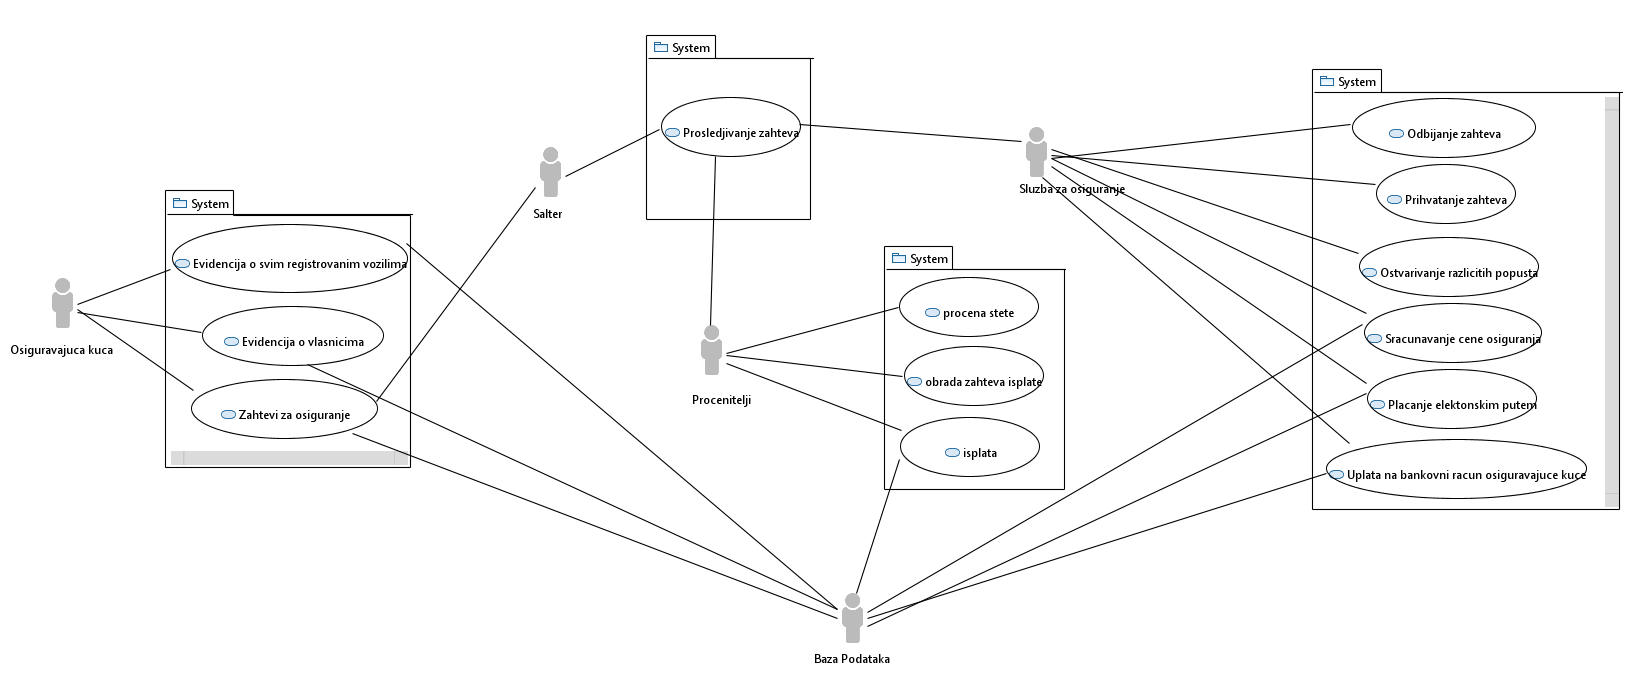 System
System
Prosledjivanje zahteva
Odbijanje zahteva
Sluzba za osiguranje
Prihvatanje zahteva
System
Salter
System
Evidencija o svim registrovanim vozilima
Ostvarivanje razlicitih popusta
procena stete
Evidencija o vlasnicima
Sracunavanje cene osiguranja
Osiguravajuca kuca
obrada zahteva isplate
Procenitelji
Placanje elektonskim putem
Zahtevi za osiguranje
isplata
Uplata na bankovni racun osiguravajuce kuce
Baza Podataka